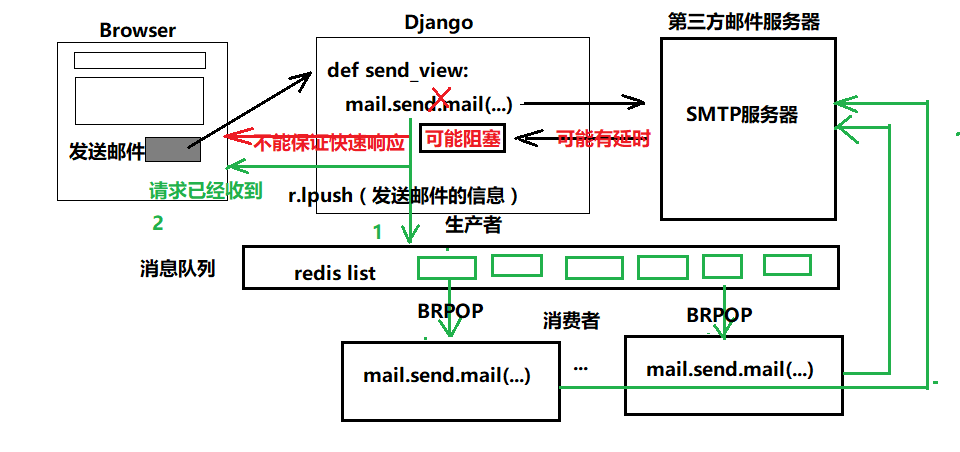 Browser
Django
第三方邮件服务器
def send_view:
mail.send.mail(...)
SMTP服务器
发送邮件
不能保证快速响应
可能阻塞
可能有延时
请求已经收到
2
r.lpush（发送邮件的信息）
1
生产者
消息队列
redis list
BRPOP
消费者
BRPOP
mail.send.mail(...)
...
mail.send.mail(...)